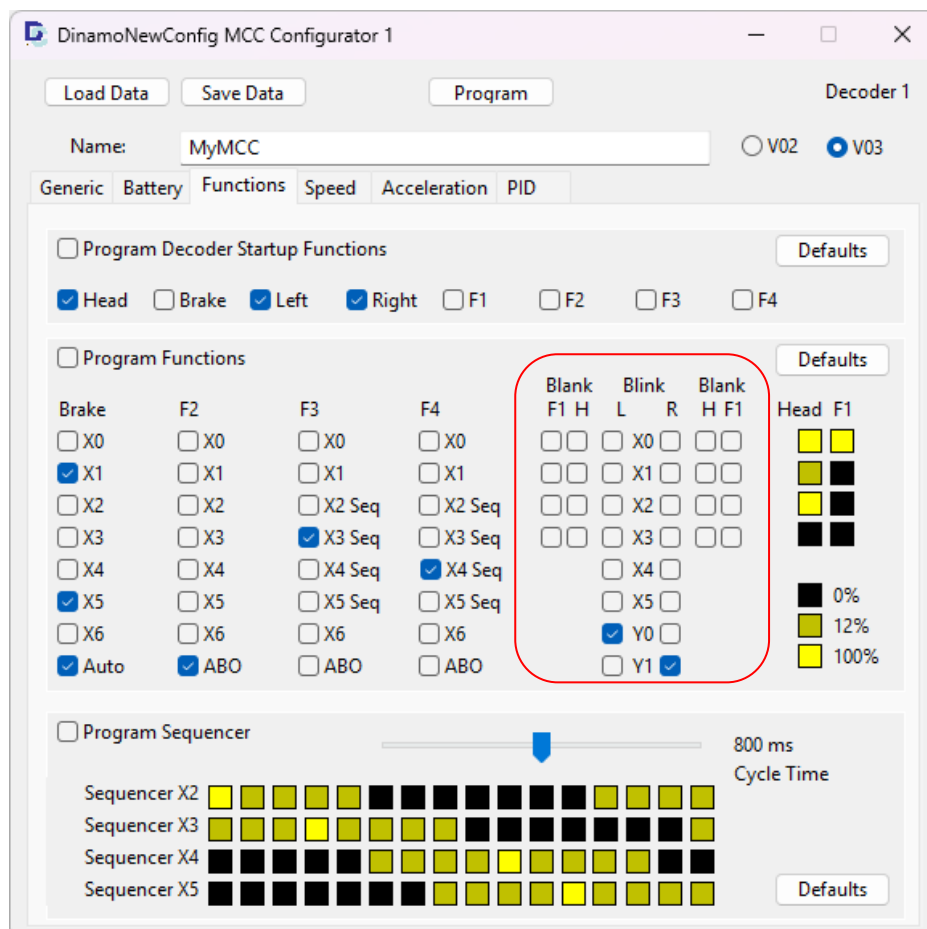 DinamoNewConfig MCC Configurator 1
Load Data Save Data Program Decoder 1
Name: MyMCC V02 V03
Generic Battery Functions Speed Acceleration PID
Program Decoder Startup Functions Defaults
Head Brake Left Right F1 F2 F3 F4
Program Functions Defaults
Blank Blink Blank
Brake F2 F3 F4 F1 H L R H F1 Head F1
X0 X0 X0 X0 X0
X1 X1 X1 X1 X1
X2 X2 X2 Seq X2 Seq X2
X3 X3 X3 Seq X3 Seq X3
X4 X4 X4 Seq X4 Seq X4
X5 X5 X5 Seq X5 Seq X5 0%
X6 X6 X6 X6 Y0 12%
Auto ABO ABO ABO Y1 100%
Program Sequencer 800 ms
Cycle Time
Sequencer X2
Sequencer X3
Sequencer X4
Sequencer X5 Defaults